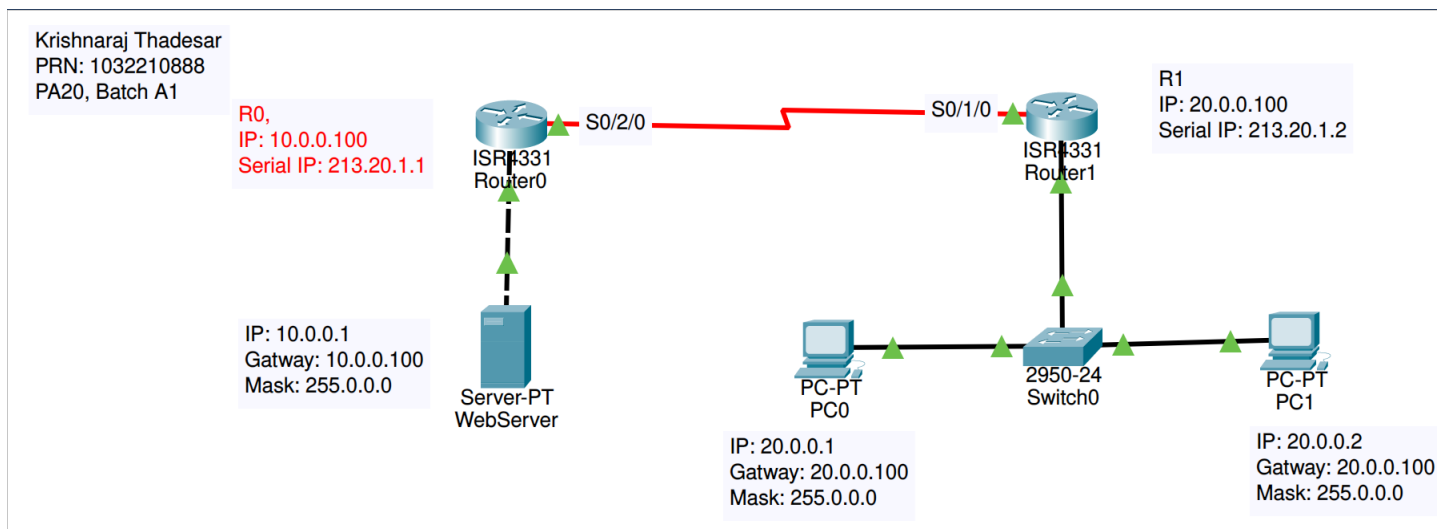 Krishnaraj Thadesar
PRN: 1032210888
PA20, Batch A1
R0,
IP: 10.0.0.100
Serial IP: 213.20.1.1
S0/2/0
ISR4331
Router0
S0/1/0
ISR4331
Router1
R1
IP: 20.0.0.100
Serial IP: 213.20.1.2
IP: 10.0.0.1
Gatway: 10.0.0.100
Mask: 255.0.0.0
Server-PT
WebServer
PC-PT
PC0
2950-24
Switch0
PC-PT
PC1
IP: 20.0.0.1
Gatway: 20.0.0.100
Mask: 255.0.0.0
IP: 20.0.0.2
Gatway: 20.0.0.100
Mask: 255.0.0.0